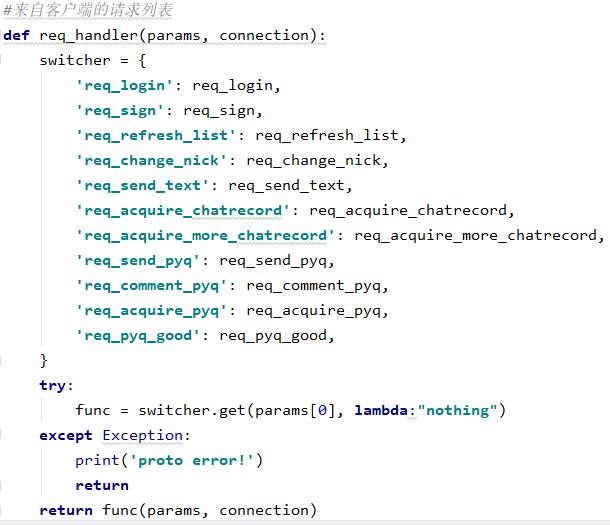 #来自客户端的请求列表
def req_handler(params, connection):
    switcher = {
        'req_login': req_login,
        'req_sign': req_sign,
        'req_refresh_list': req_refresh_list,
        'req_change_nick': req_change_nick,
        'req_send_text': req_send_text,
        'req_acquire_chatrecord': req_acquire_chatrecord,
        'req_acquire_more_chatrecord': req_acquire_more_chatrecord,
        'req_send_pyq': req_send_pyq,
        'req_comment_pyq': req_comment_pyq,
        'req_acquire_pyq': req_acquire_pyq,
        'req_pyq_good': req_pyq_good,
    }
    try:
        func = switcher.get(params[0], lambda:"nothing")
    except Exception:
        print('proto error!')
        return
    return func(params, connection)